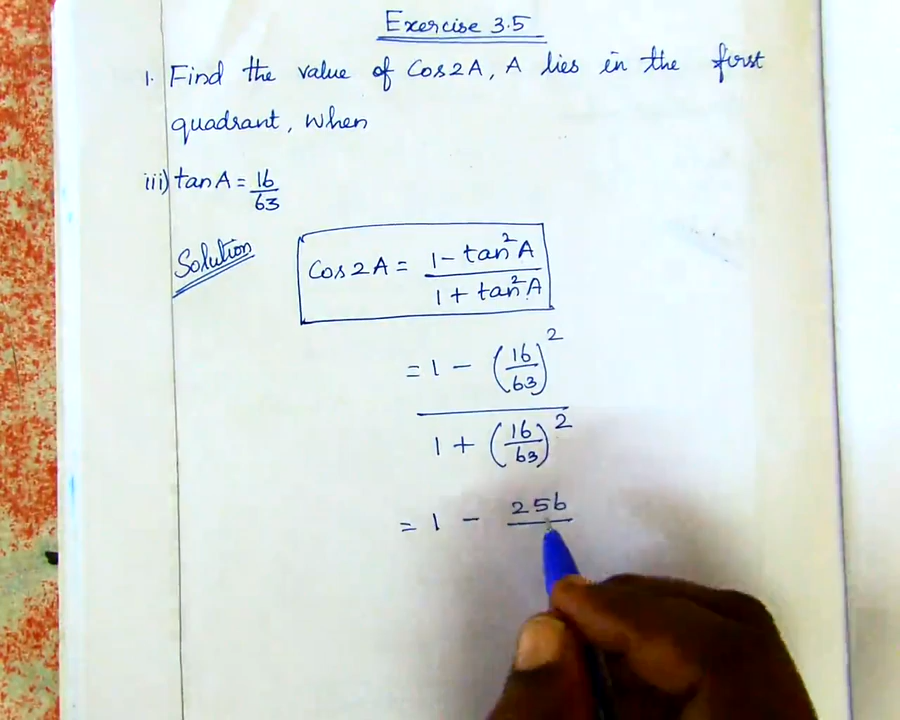 Exercise 3.5
1. Find the value of Cos2A, A lies in the first
quadrant, when
iii) tanA = 16/63
Solution
Cos2A = (1 - tan²A)/(1 + tan²A)
= 1 - (16/63)²
1 + (16/63)²
= 1 - 256